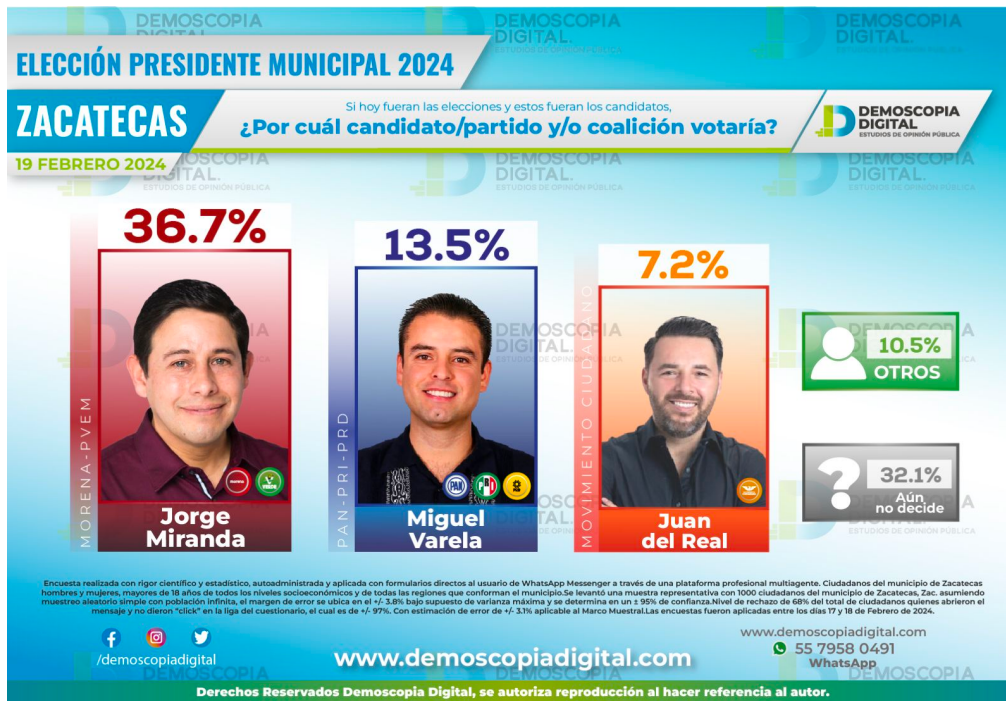 ELECCIÓN PRESIDENTE MUNICIPAL 2024
ZACATECAS
19 FEBRERO 2024
Si hoy fueran las elecciones y estos fueran los candidatos,
¿Por cuál candidato/partido y/o coalición votaría?
DEMOSCOPIA
DIGITAL
ESTUDIOS DE OPINIÓN PÚBLICA
36.7%
MORENA-PVEM
morena
VERDE
Jorge
Miranda
13.5%
PAN-PRI-PRD
PAN
PRI
PRD
Miguel
Varela
7.2%
MOVIMIENTO CIUDADANO
Juan
del Real
10.5%
OTROS
?
32.1%
Aún
no decide
Encuesta realizada con rigor científico y estadístico, autoadministrada y aplicada con formularios directos al usuario de WhatsApp Messenger a través de una plataforma profesional multiagente. Ciudadanos del municipio de Zacatecas
hombres y mujeres, mayores de 18 años de todos los niveles socioeconómicos y de todas las regiones que conforman el municipio.Se levantó una muestra representativa con 1000 ciudadanos del municipio de Zacatecas, Zac. asumiendo
muestreo aleatorio simple con población infinita, el margen de error se ubica en el +/- 3.8% bajo supuesto de varianza máxima y se determina en un ± 95% de confianza.Nivel de rechazo de 68% del total de ciudadanos quienes abrieron el
mensaje y no dieron "click" en la liga del cuestionario, el cual es de +/- 97%. Con estimación de error de +/- 3.1% aplicable al Marco Muestral.Las encuestas fueron aplicadas entre los días 17 y 18 de Febrero de 2024.
/demoscopiadigital
www.demoscopiadigital.com
www.demoscopiadigital.com
55 7958 0491
WhatsApp
Derechos Reservados Demoscopia Digital, se autoriza reproducción al hacer referencia al autor.